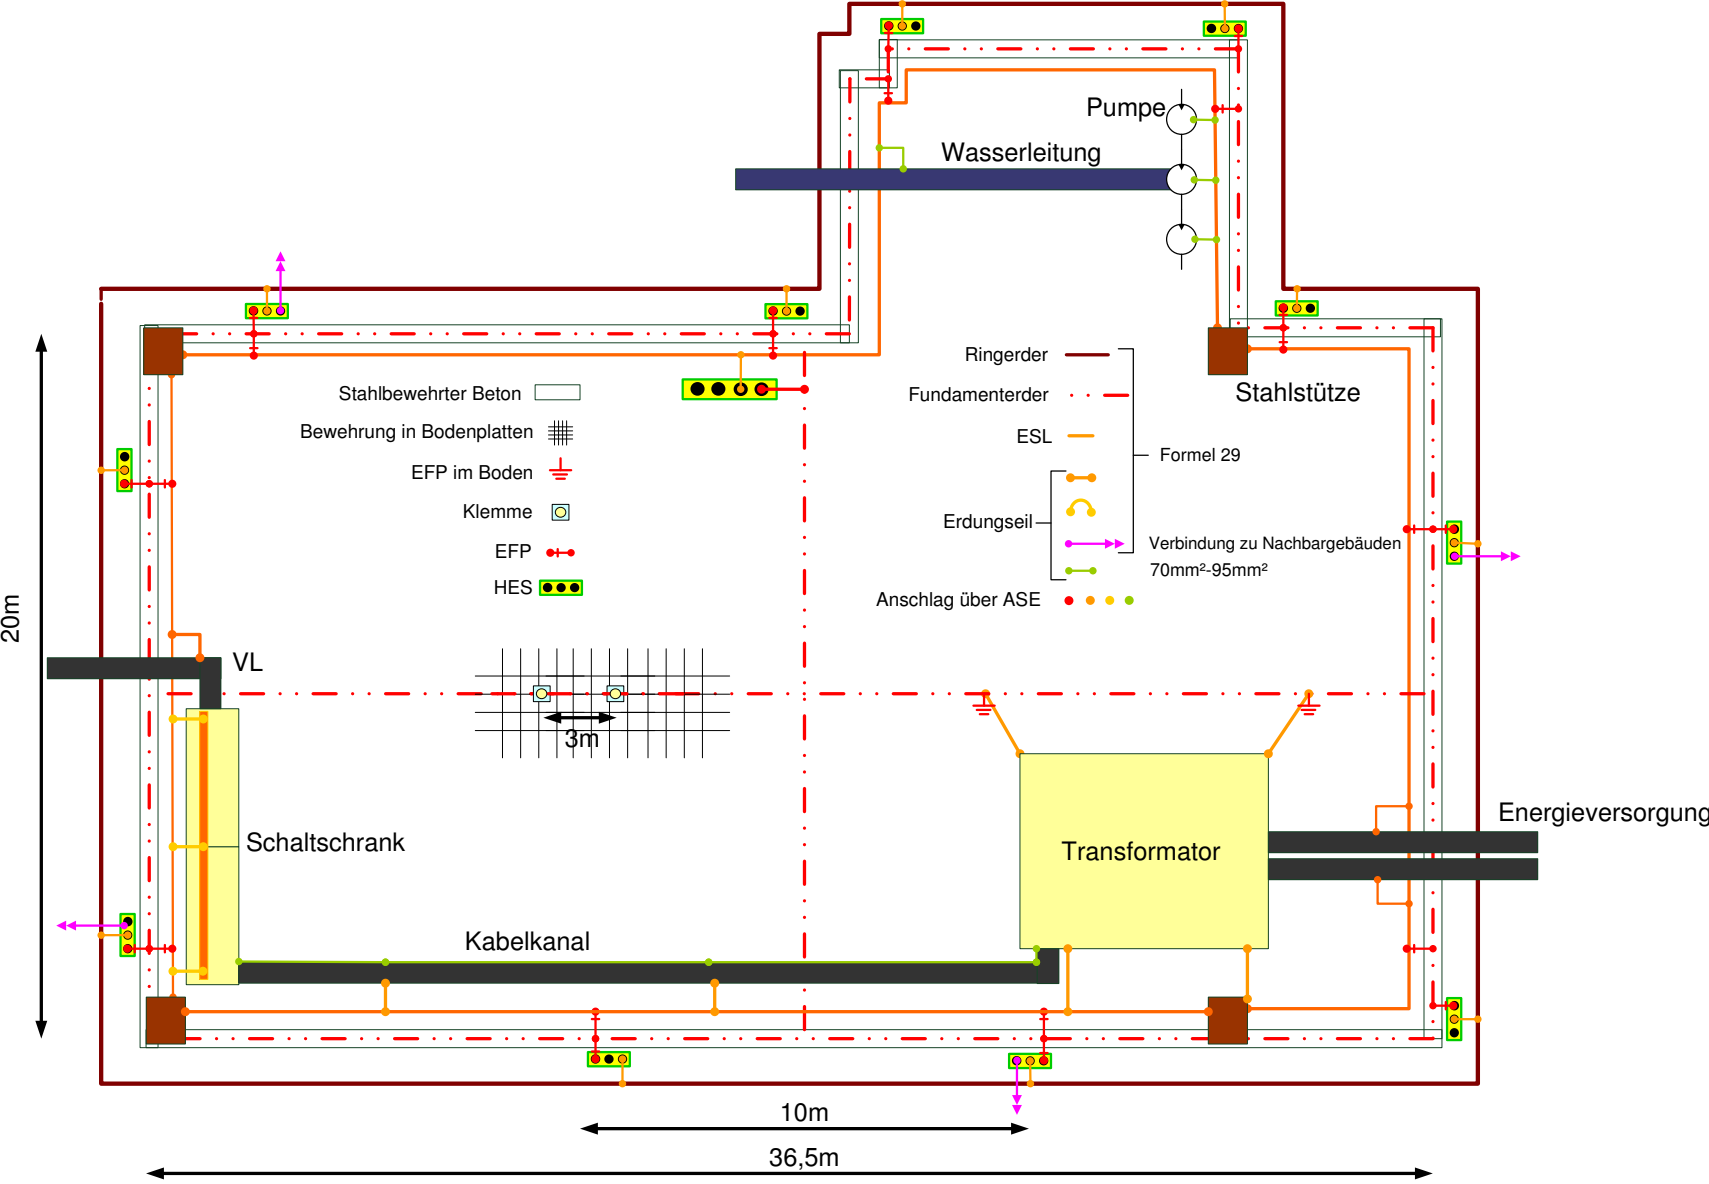 Pumpe
Wasserleitung
Ringerder
Fundamenterder
ESL
Formel 29
Erdungseil
Verbindung zu Nachbargebäuden
70mm²-95mm²
Anschlag über ASE
Stahlstütze
Stahlbewehrter Beton
Bewehrung in Bodenplatten
EFP im Boden
Klemme
EFP
HES
20m
VL
3m
Schaltschrank
Transformator
Energieversorgung
Kabelkanal
10m
36,5m